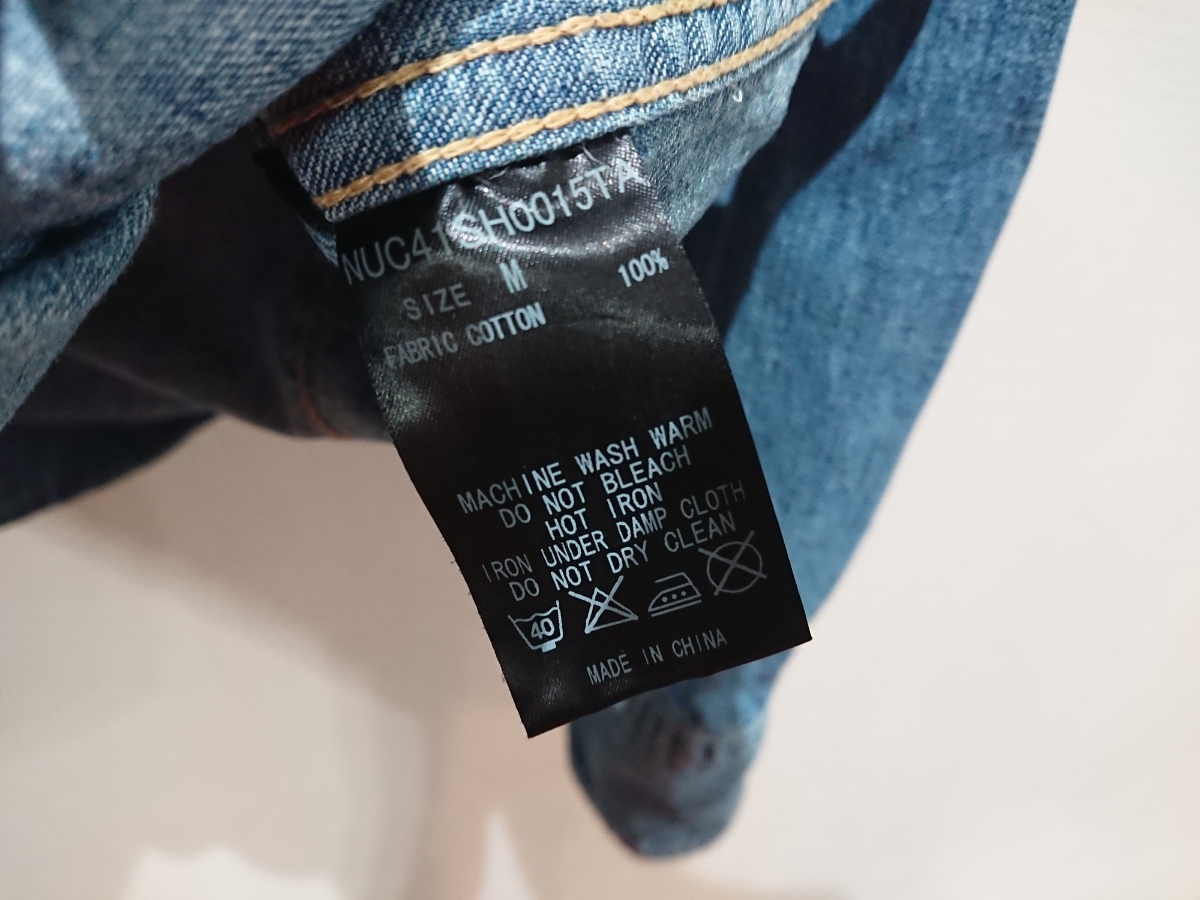 NUC41SH0015TA
SIZE M
FABRIC COTTON 100%
MACHINE WASH WARM
DO NOT BLEACH
HOT IRON
IRON UNDER DAMP CLOTH
DO NOT DRY CLEAN
40
MADE IN CHINA